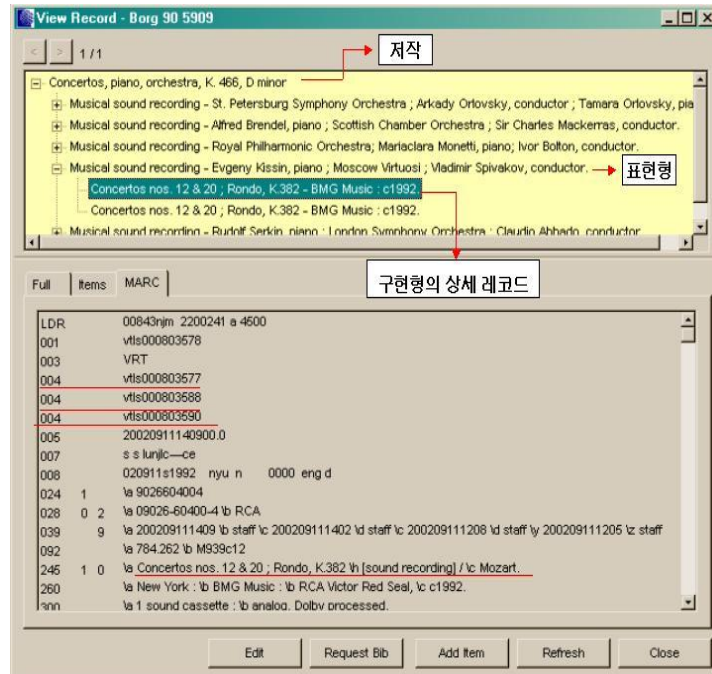 View Record - Borg 90 5909
< > 1 / 1
저작
Concertos, piano, orchestra, K. 466, D minor
Musical sound recording - St. Petersburg Symphony Orchestra ; Arkady Orlovsky, conductor ; Tamara Orlovsky, pia
Musical sound recording - Alfred Brendel, piano ; Scottish Chamber Orchestra ; Sir Charles Mackerras, conductor.
Musical sound recording - Royal Philharmonic Orchestra; Mariaclara Monetti, piano; Ivor Bolton, conductor.
Musical sound recording - Evgeny Kissin, piano ; Moscow Virtuosi ; Vladimir Spivakov, conductor.
표현형
Concertos nos. 12 & 20 ; Rondo, K.382 - BMG Music : c1992.
Concertos nos. 12 & 20 ; Rondo, K.382 - BMG Music : c1992.
Musical sound recording - Rudolf Serkin, piano ; London Symphony Orchestra ; Claudio Abbado, conductor
구현형의 상세 레코드
Full Items MARC
LDR 00843njm 2200241 a 4500
001 vtls000803578
003 VRT
004 vtls000803577
004 vtls000803588
004 vtls000803590
005 20020911140900.0
007 s s lunjlc—ce
008 020911s1992 nyu n 0000 eng d
024 1 \a 9026604004
028 0 2 \a 09026-60400-4 \b RCA
039 9 \a 200209111409 \b staff \c 200209111402 \d staff \c 200209111208 \d staff \y 200209111205 \z staff
092 \a 784.262 \b M939c12
245 1 0 \a Concertos nos. 12 & 20 ; Rondo, K.382 \h [sound recording] / \c Mozart.
260 \a New York : \b BMG Music : \b RCA Victor Red Seal, \c c1992.
300 \a 1 sound cassette : \b analog, Dolby processed.
Edit Request Bib Add Item Refresh Close